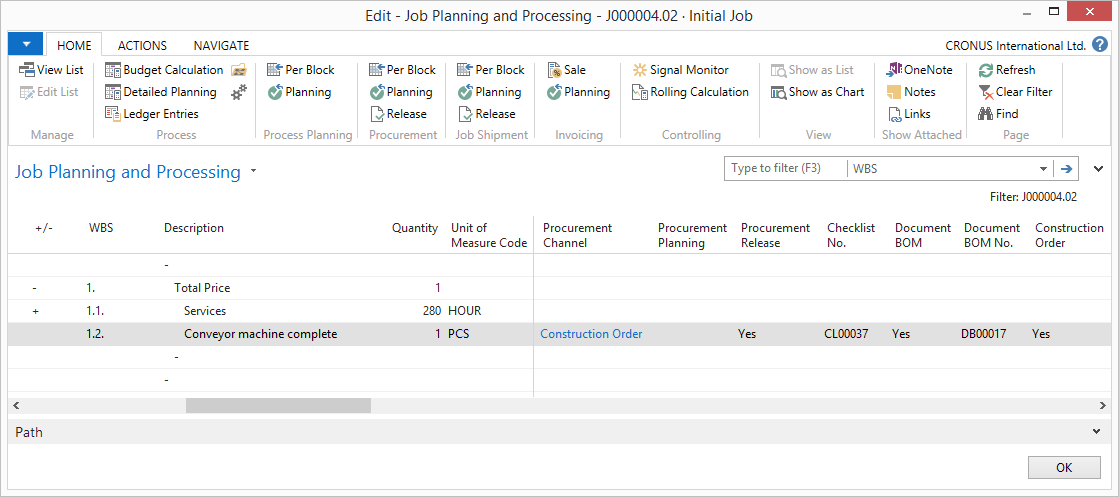 Edit - Job Planning and Processing - J000004.02 · Initial Job
HOME ACTIONS NAVIGATE CRONUS International Ltd. ?
View List Budget Calculation Per Block Per Block Per Block Sale Signal Monitor Show as List OneNote Refresh
Edit List Detailed Planning Planning Planning Planning Planning Rolling Calculation Show as Chart Notes Clear Filter
Ledger Entries Release Release Links Find
Manage Process Process Planning Procurement Job Shipment Invoicing Controlling View Show Attached Page
Job Planning and Processing Type to filter (F3) WBS
Filter: J000004.02
+/- WBS Description Quantity Unit of Procurement Procurement Procurement Checklist Document Document Construction
Measure Code Channel Planning Release No. BOM BOM No. Order
-
- 1. Total Price 1
+ 1.1. Services 280 HOUR
1.2. Conveyor machine complete 1 PCS Construction Order Yes CL00037 Yes DB00017 Yes
-
-
Path
OK